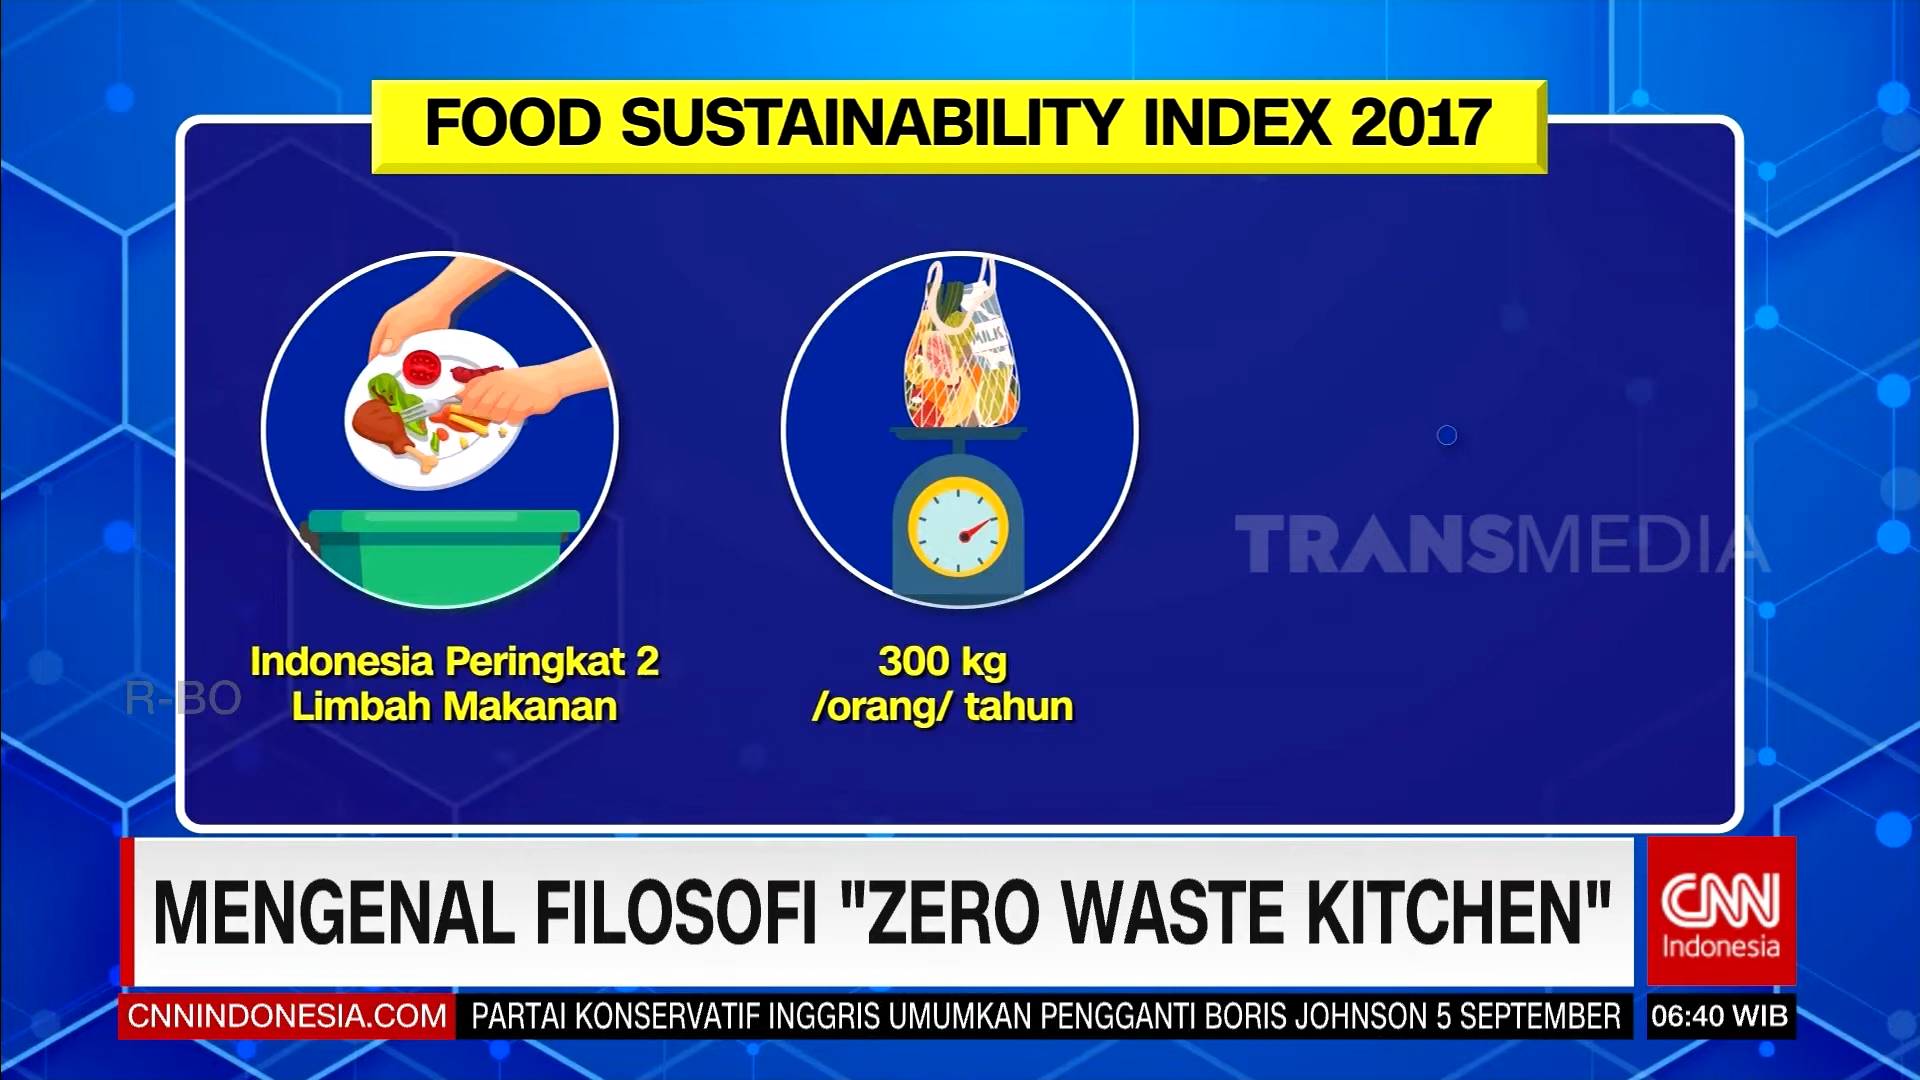 FOOD SUSTAINABILITY INDEX 2017
MILK
TRANSMEDIA
Indonesia Peringkat 2
Limbah Makanan
300 kg
/orang/ tahun
R-BO
MENGENAL FILOSOFI "ZERO WASTE KITCHEN"
CNN
Indonesia
CNNINDONESIA.COM
PARTAI KONSERVATIF INGGRIS UMUMKAN PENGGANTI BORIS JOHNSON 5 SEPTEMBER
06:40 WIB